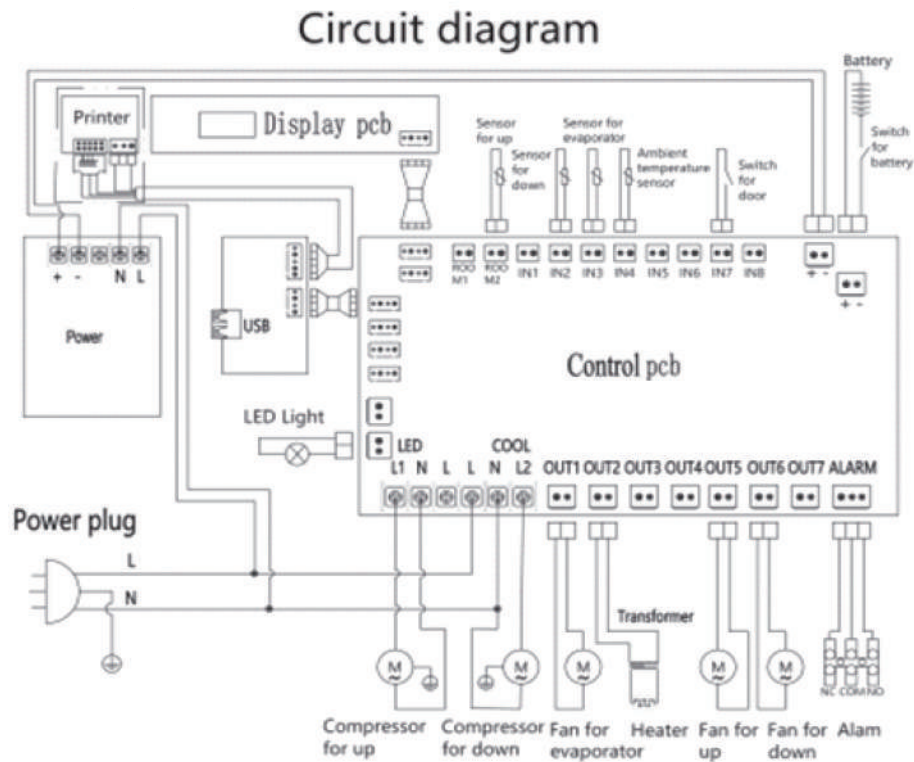 Circuit diagram
Printer
Display pcb
Sensor
for up
Sensor
for
down
Sensor for
evaporator
Ambient
temperature
sensor
Switch
for
door
Battery
Switch
for
battery
+ - N L
Power
USB
ROO
M1
ROO
M2
IN1
IN2
IN3
IN4
IN5
IN6
IN7
IN8
+ -
+ -
Control pcb
LED Light
LED
COOL
L1 N L L N L2
OUT1 OUT2 OUT3 OUT4 OUT5 OUT6 OUT7 ALARM
Power plug
L
N
Transformer
M
~
M
~
M
~
M
~
M
~
NC COM NO
Compressor
for up
Compressor
for down
Fan for
evaporator
Heater
Fan for
up
Fan for
down
Alam